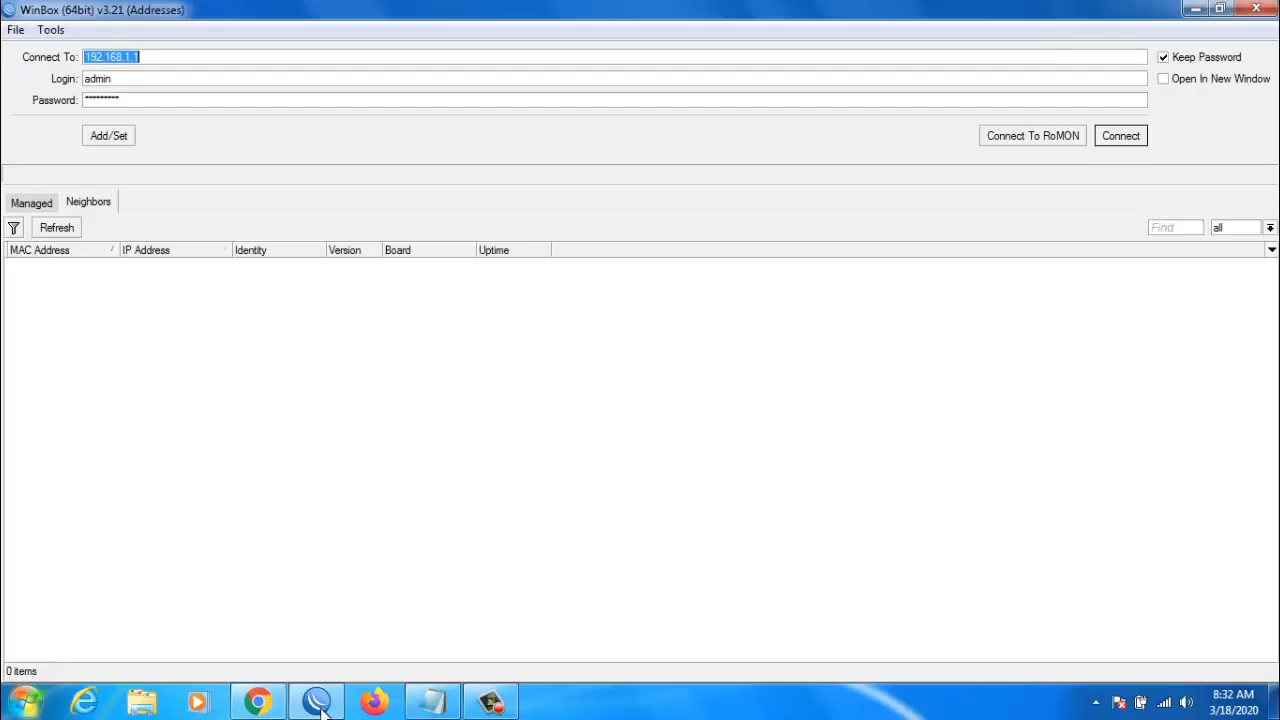 WinBox (64bit) v3.21 (Addresses)
File Tools
Connect To: 192.168.1.1 Keep Password
Login: admin Open In New Window
Password: *********
Add/Set Connect To RoMON Connect
Managed Neighbors
Refresh Find all
MAC Address IP Address Identity Version Board Uptime
0 items
8:32 AM
3/18/2020